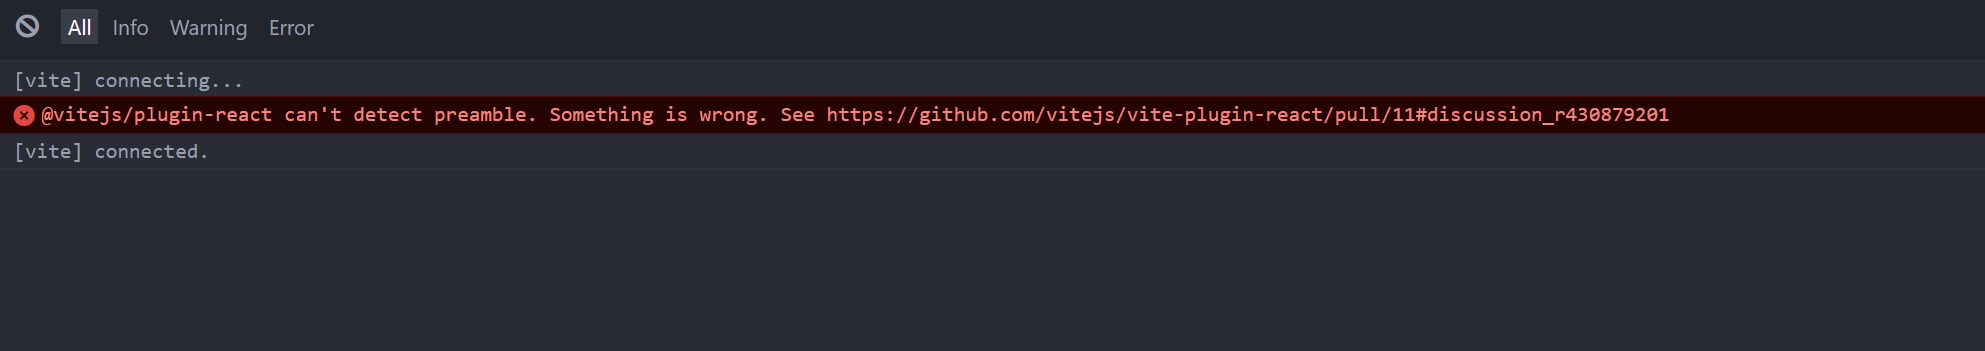 All Info Warning Error
[vite] connecting...
@vitejs/plugin-react can't detect preamble. Something is wrong. See https://github.com/vitejs/vite-plugin-react/pull/11#discussion_r430879201
[vite] connected.